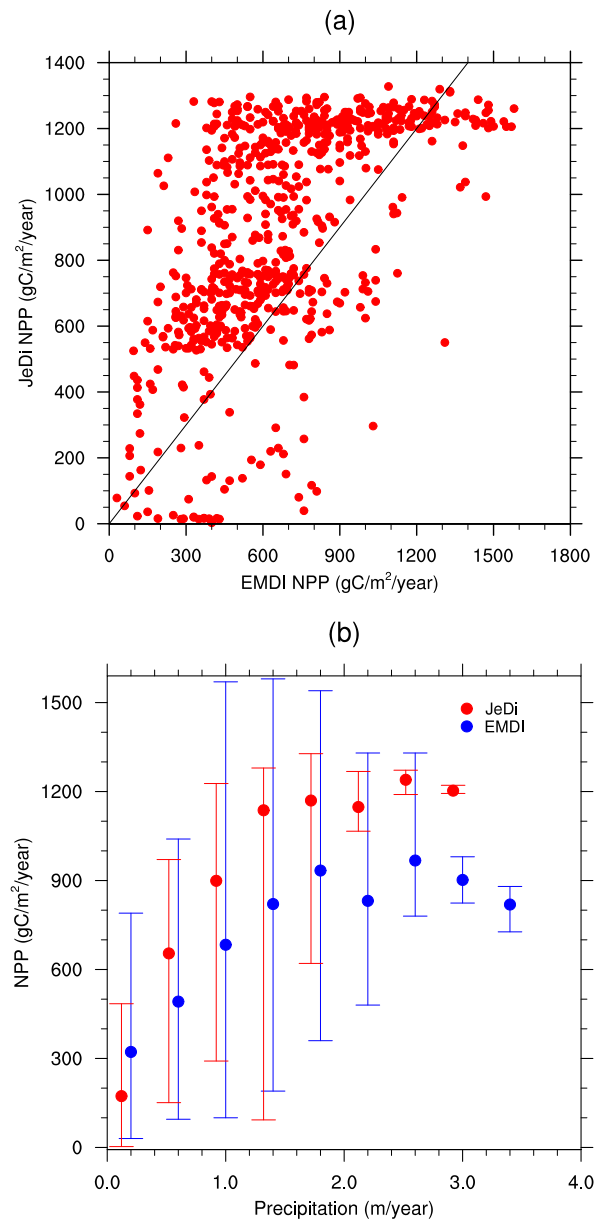 (a)
JeDi NPP (gC/m²/year)
1400
1200
1000
800
600
400
200
0
0 300 600 900 1200 1500 1800
EMDI NPP (gC/m²/year)
(b)
NPP (gC/m²/year)
1500
1200
900
600
300
0
JeDi
EMDI
0 1.0 2.0 3.0 4.0
Precipitation (m/year)